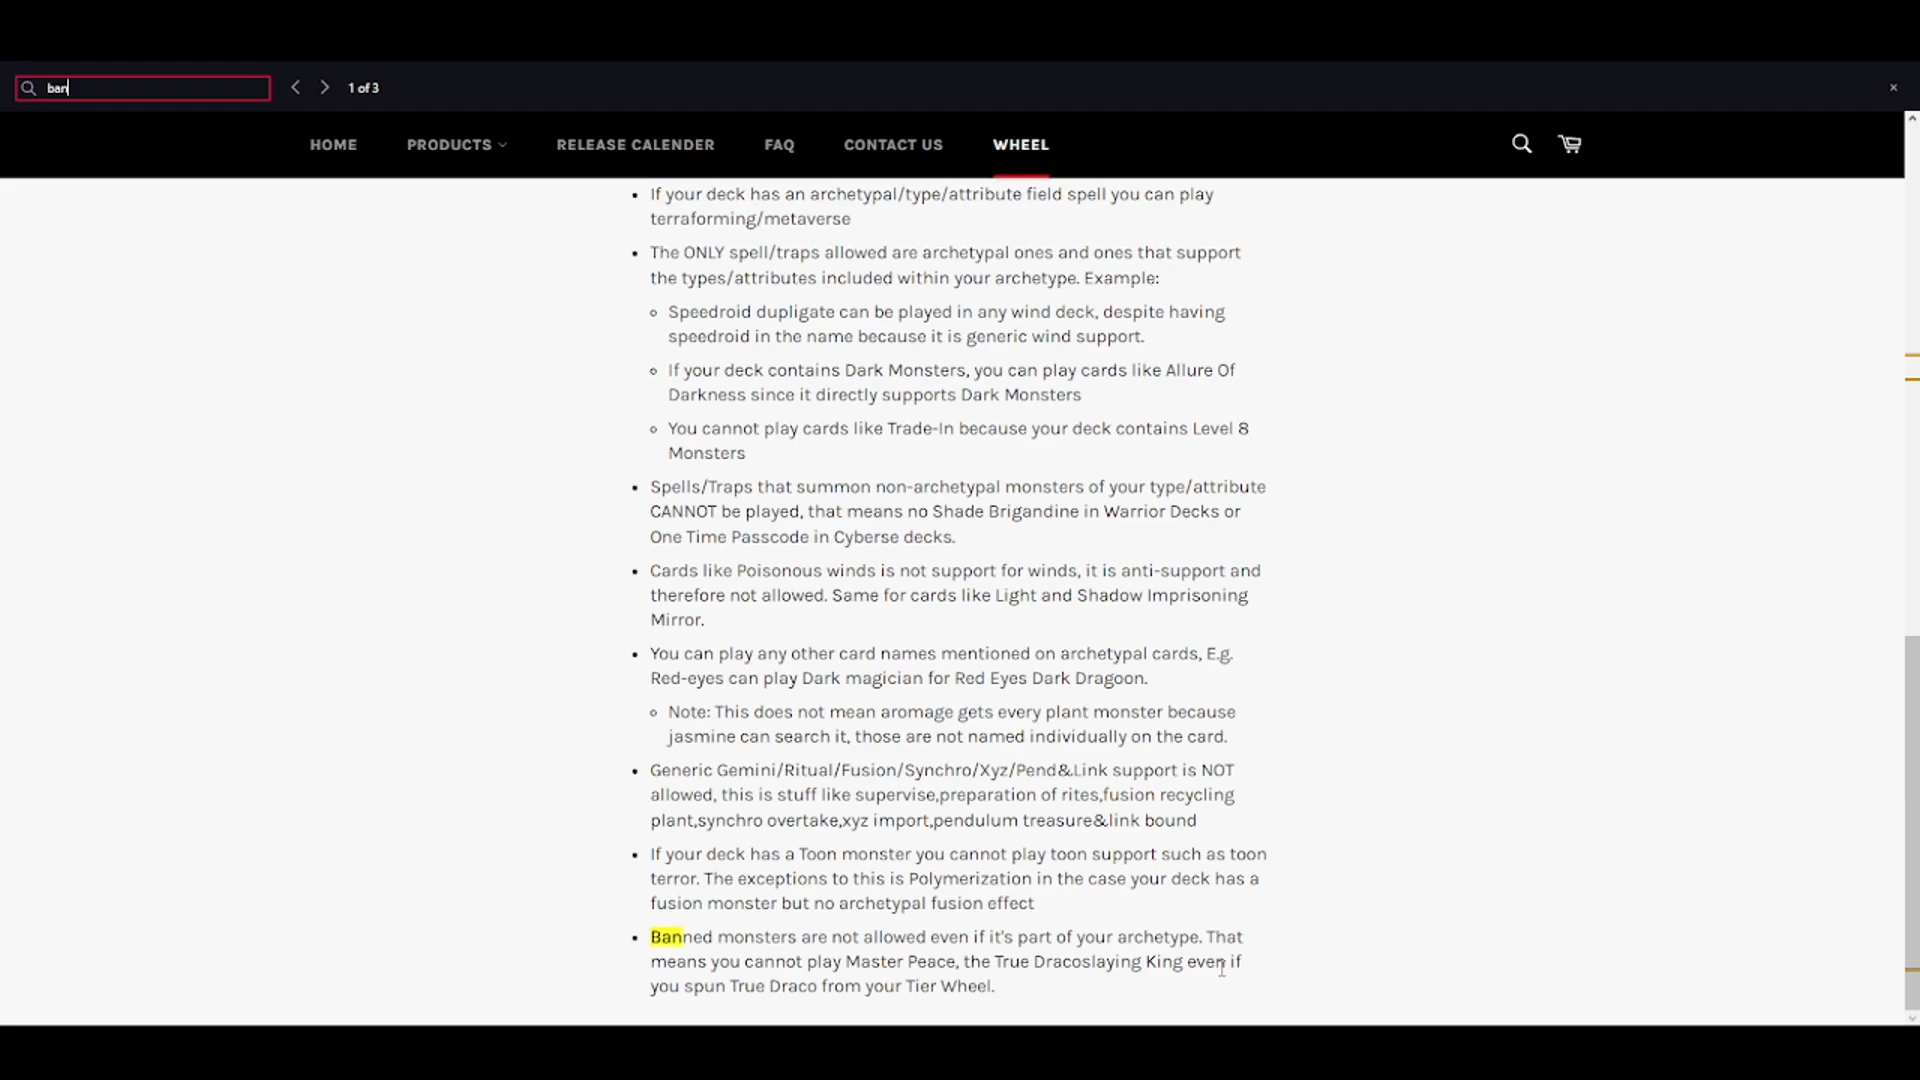 ban
1 of 3
HOME PRODUCTS RELEASE CALENDER FAQ CONTACT US WHEEL
If your deck has an archetypal/type/attribute field spell you can play
terraforming/metaverse
The ONLY spell/traps allowed are archetypal ones and ones that support
the types/attributes included within your archetype. Example:
Speedroid dupligate can be played in any wind deck, despite having
speedroid in the name because it is generic wind support.
If your deck contains Dark Monsters, you can play cards like Allure Of
Darkness since it directly supports Dark Monsters
You cannot play cards like Trade-In because your deck contains Level 8
Monsters
Spells/Traps that summon non-archetypal monsters of your type/attribute
CANNOT be played, that means no Shade Brigandine in Warrior Decks or
One Time Passcode in Cyberse decks.
Cards like Poisonous winds is not support for winds, it is anti-support and
therefore not allowed. Same for cards like Light and Shadow Imprisoning
Mirror.
You can play any other card names mentioned on archetypal cards, E.g.
Red-eyes can play Dark magician for Red Eyes Dark Dragoon.
Note: This does not mean aromage gets every plant monster because
jasmine can search it, those are not named individually on the card.
Generic Gemini/Ritual/Fusion/Synchro/Xyz/Pend&Link support is NOT
allowed, this is stuff like supervise,preparation of rites,fusion recycling
plant,synchro overtake,xyz import,pendulum treasure&link bound
If your deck has a Toon monster you cannot play toon support such as toon
terror. The exceptions to this is Polymerization in the case your deck has a
fusion monster but no archetypal fusion effect
Banned monsters are not allowed even if it's part of your archetype. That
means you cannot play Master Peace, the True Dracoslaying King even if
you spun True Draco from your Tier Wheel.